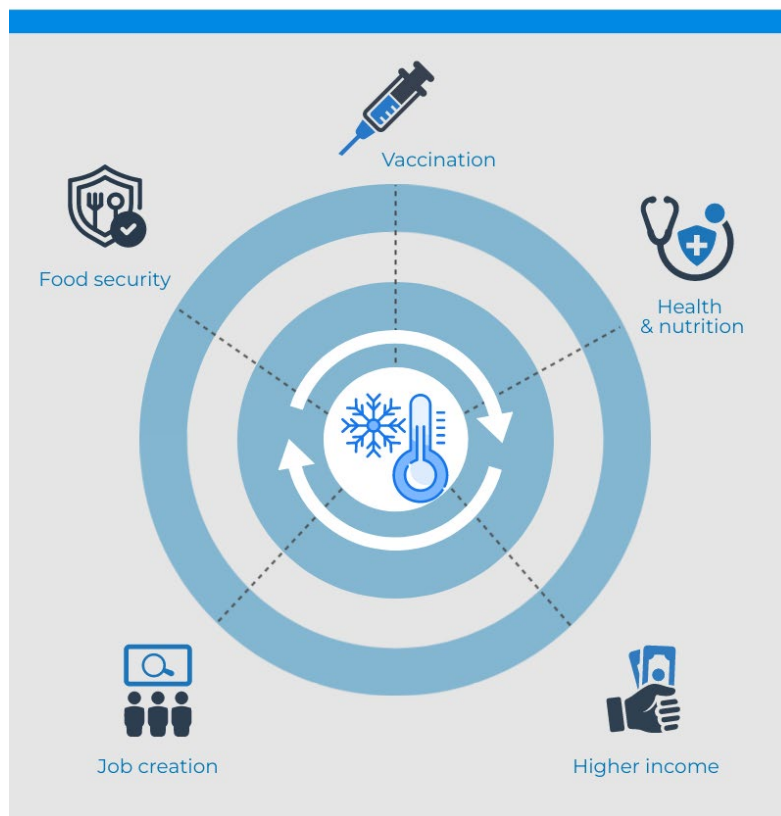 Vaccination
Food security
Health
& nutrition
Job creation
Higher income